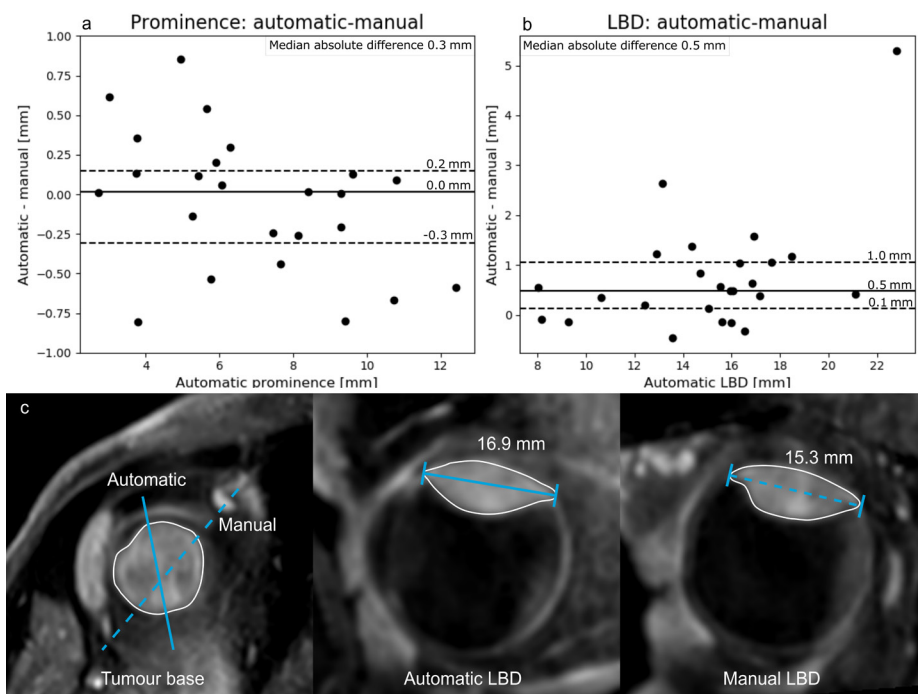 a
Prominence: automatic-manual
Median absolute difference 0.3 mm
Automatic - manual [mm]
1.00
0.75
0.50
0.25
0.00
−0.25
−0.50
−0.75
−1.00
0.2 mm
0.0 mm
-0.3 mm
4 6 8 10 12
Automatic prominence [mm]
b
LBD: automatic-manual
Median absolute difference 0.5 mm
Automatic - manual [mm]
5
4
3
2
1
0
1.0 mm
0.5 mm
0.1 mm
8 10 12 14 16 18 20 22
Automatic LBD [mm]
c
Automatic
Manual
Tumour base
16.9 mm
Automatic LBD
15.3 mm
Manual LBD